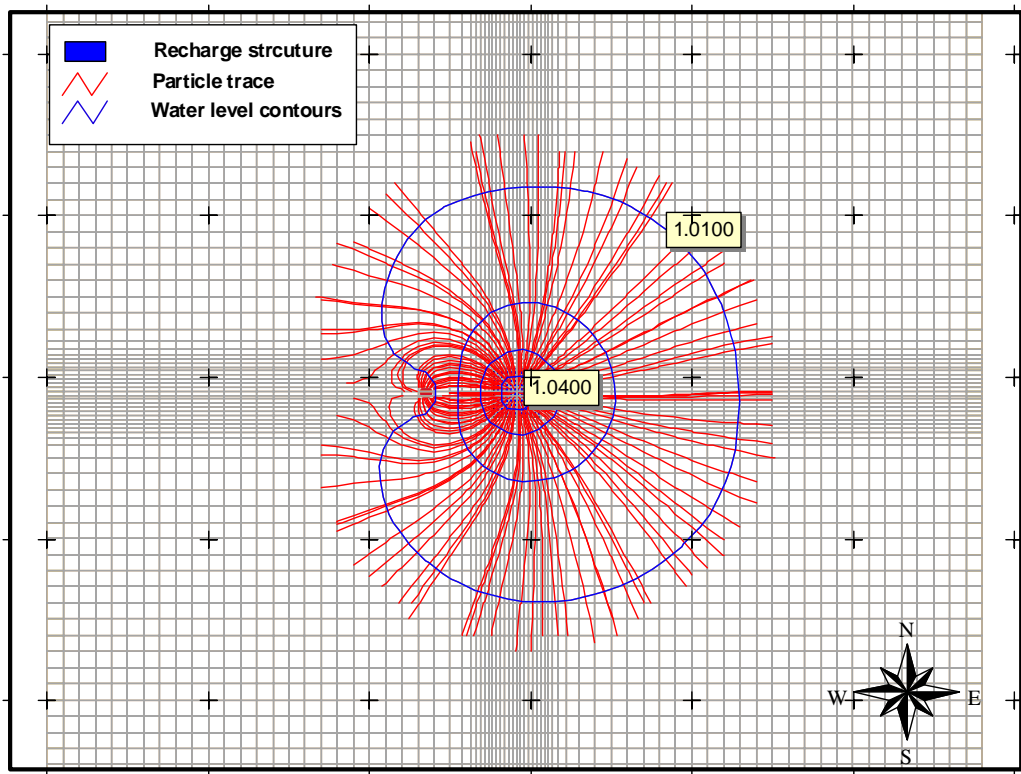 Recharge strcuture
Particle trace
Water level contours
1.0100
1.0400
N
W
E
S